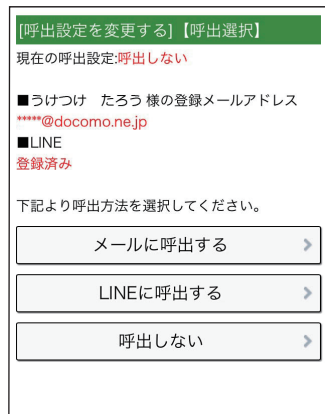 [呼出設定を変更する]【呼出選択】
現在の呼出設定:呼出しない
■うけつけ　たろう 様の登録メールアドレス
*****@docomo.ne.jp
■LINE
登録済み
下記より呼出方法を選択してください。
メールに呼出する
LINEに呼出する
呼出しない